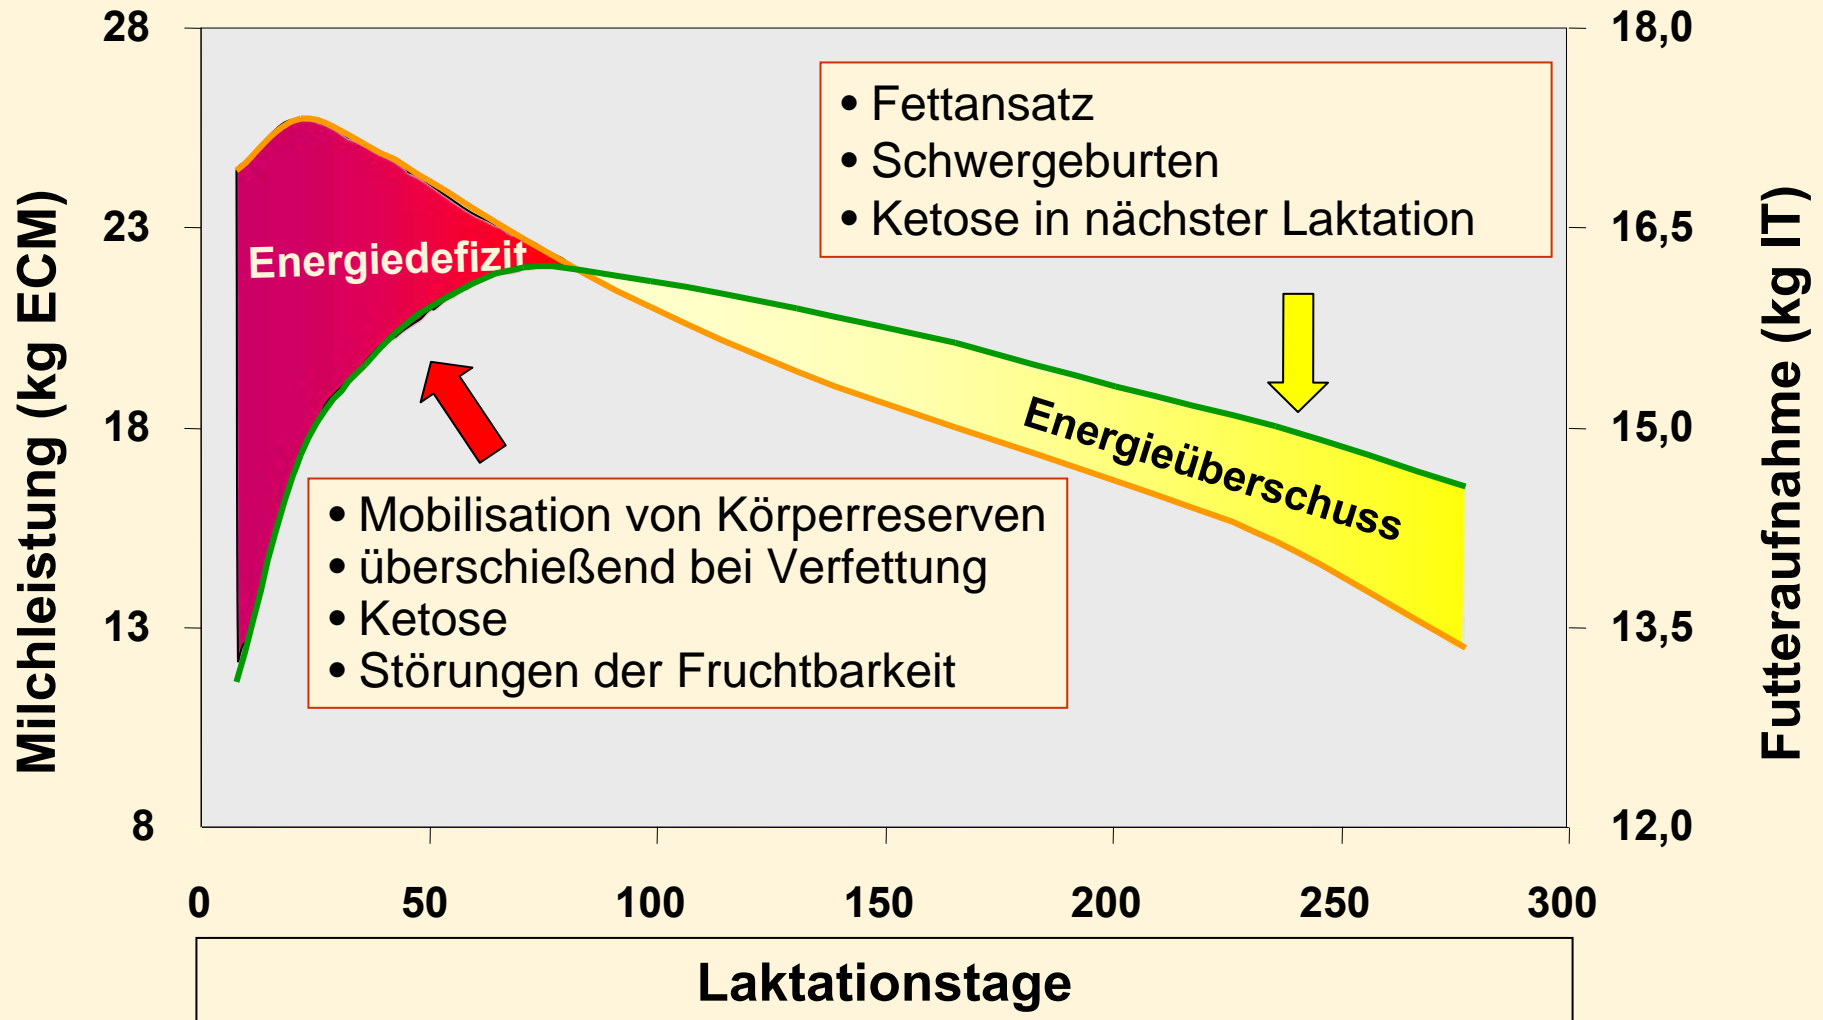 28
18,0
• Fettansatz
• Schwergeburten
• Ketose in nächster Laktation
Milchleistung (kg ECM)
Futteraufnahme (kg IT)
23
16,5
Energiedefizit
18
15,0
Energieüberschuss
• Mobilisation von Körperreserven
• überschießend bei Verfettung
• Ketose
• Störungen der Fruchtbarkeit
13
13,5
8
12,0
0 50 100 150 200 250 300
Laktationstage